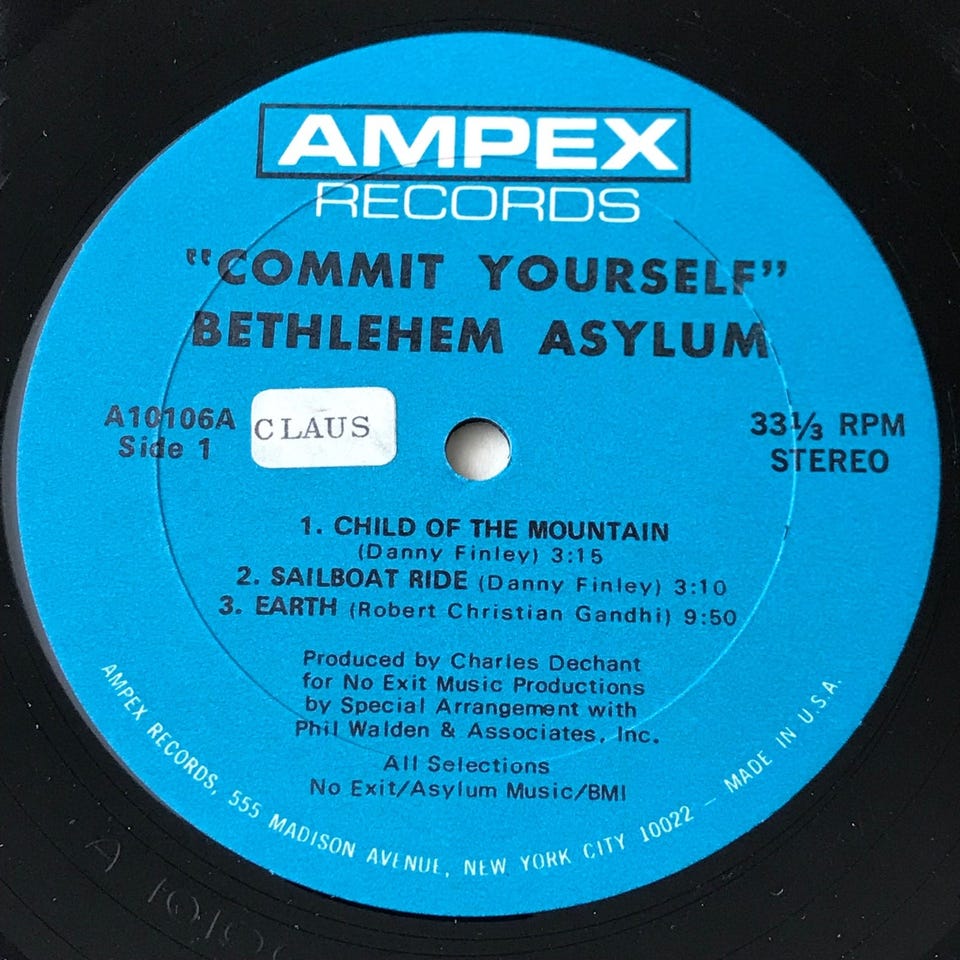 AMPEX
RECORDS
"COMMIT YOURSELF"
BETHLEHEM ASYLUM
A10106A
Side 1
CLAUS
33⅓ RPM
STEREO
1. CHILD OF THE MOUNTAIN
(Danny Finley) 3:15
2. SAILBOAT RIDE (Danny Finley) 3:10
3. EARTH (Robert Christian Gandhi) 9:50
Produced by Charles Dechant
for No Exit Music Productions
by Special Arrangement with
Phil Walden & Associates, Inc.
All Selections
No Exit/Asylum Music/BMI
AMPEX RECORDS, 555 MADISON AVENUE, NEW YORK CITY 10022 – MADE IN U.S.A.
A